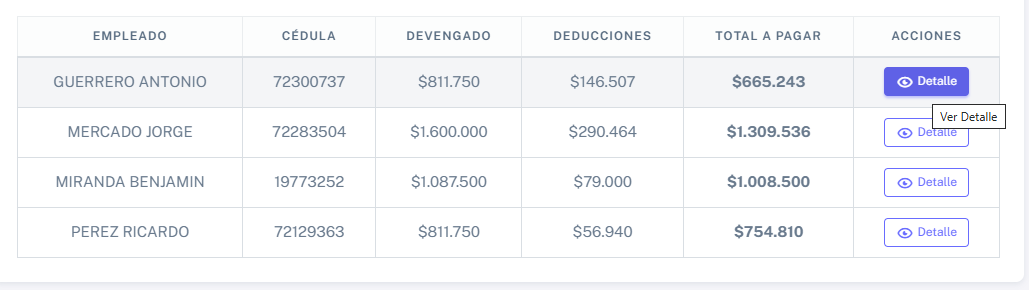 EMPLEADO CÉDULA DEVENGADO DEDUCCIONES TOTAL A PAGAR ACCIONES
GUERRERO ANTONIO 72300737 $811.750 $146.507 $665.243 Detalle
Ver Detalle
MERCADO JORGE 72283504 $1.600.000 $290.464 $1.309.536 Detalle
MIRANDA BENJAMIN 19773252 $1.087.500 $79.000 $1.008.500 Detalle
PEREZ RICARDO 72129363 $811.750 $56.940 $754.810 Detalle